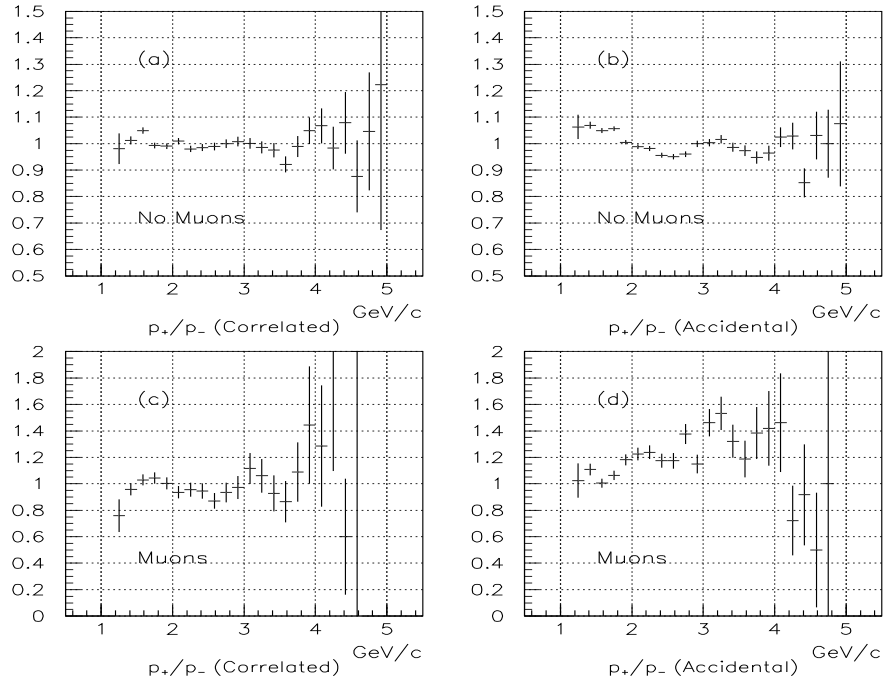 1.5
1.4
1.3
1.2
1.1
1
0.9
0.8
0.7
0.6
0.5
(a)
No Muons
1 2 3 4 5
GeV/c
p₊/p₋ (Correlated)
1.5
1.4
1.3
1.2
1.1
1
0.9
0.8
0.7
0.6
0.5
(b)
No Muons
1 2 3 4 5
GeV/c
p₊/p₋ (Accidental)
2
1.8
1.6
1.4
1.2
1
0.8
0.6
0.4
0.2
0
(c)
Muons
1 2 3 4 5
GeV/c
p₊/p₋ (Correlated)
2
1.8
1.6
1.4
1.2
1
0.8
0.6
0.4
0.2
0
(d)
Muons
1 2 3 4 5
GeV/c
p₊/p₋ (Accidental)